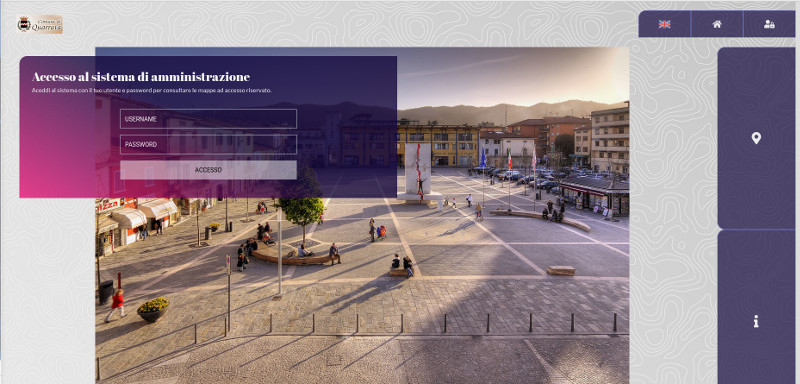 Comune di
Quarrata
Accesso al sistema di amministrazione
Accedi al sistema con il tuo utente e password per consultare le mappe ad accesso riservato.
USERNAME
PASSWORD
ACCESSO